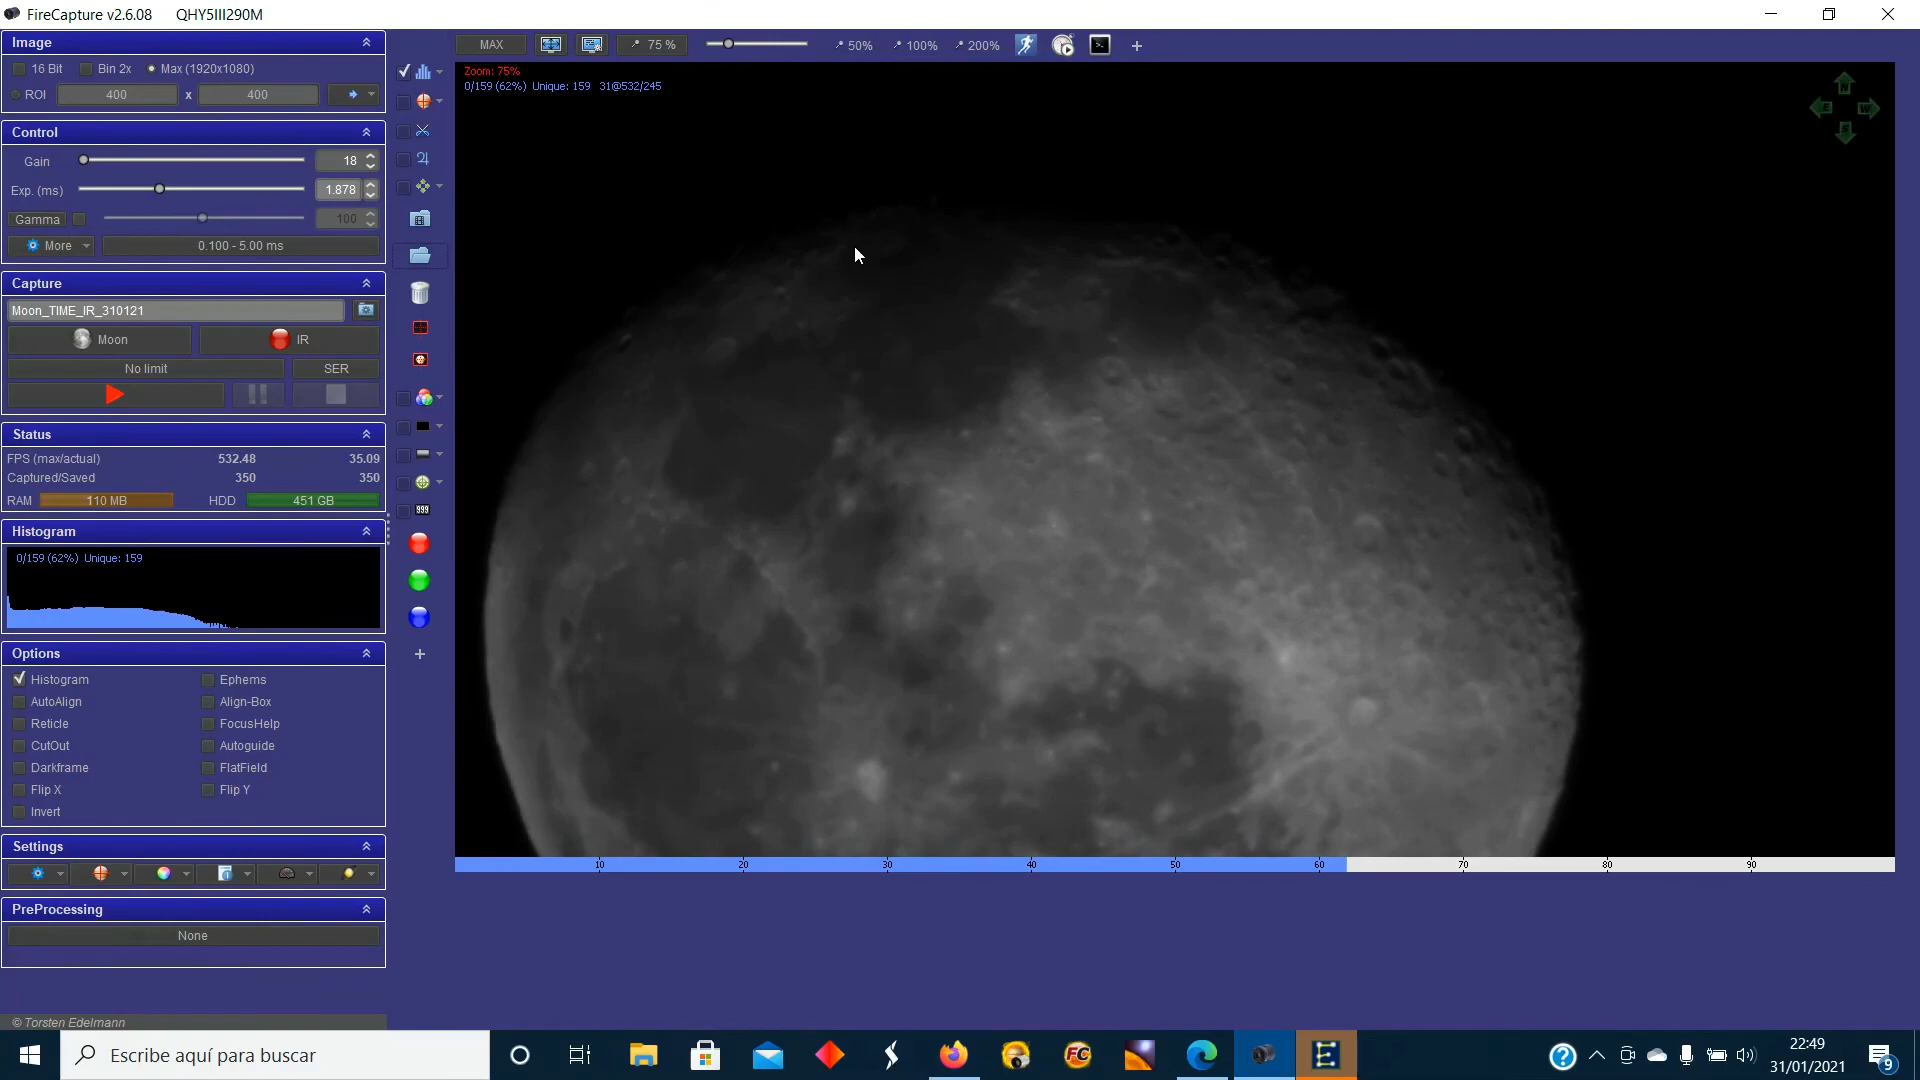 FireCapture v2.6.08 QHY5III290M
Image
16 Bit Bin 2x Max (1920x1080)
ROI 400 x 400
Control
Gain 18
Exp. (ms) 1.878
Gamma 100
More 0.100 - 5.00 ms
Capture
Moon_TIME_IR_310121
Moon IR
No limit SER
Status
FPS (max/actual) 532.48 35.09
Captured/Saved 350 350
RAM 110 MB HDD 451 GB
Histogram
0/159 (62%) Unique: 159
Options
Histogram Ephems
AutoAlign Align-Box
Reticle FocusHelp
CutOut Autoguide
Darkframe FlatField
Flip X Flip Y
Invert
Settings
PreProcessing
None
© Torsten Edelmann
999
MAX 75 % 50% 100% 200%
Zoom: 75%
0/159 (62%) Unique: 159 31@532/245
N
E W
S
10 20 30 40 50 60 70 80 90
Escribe aquí para buscar
FC
E
22:49
31/01/2021
9